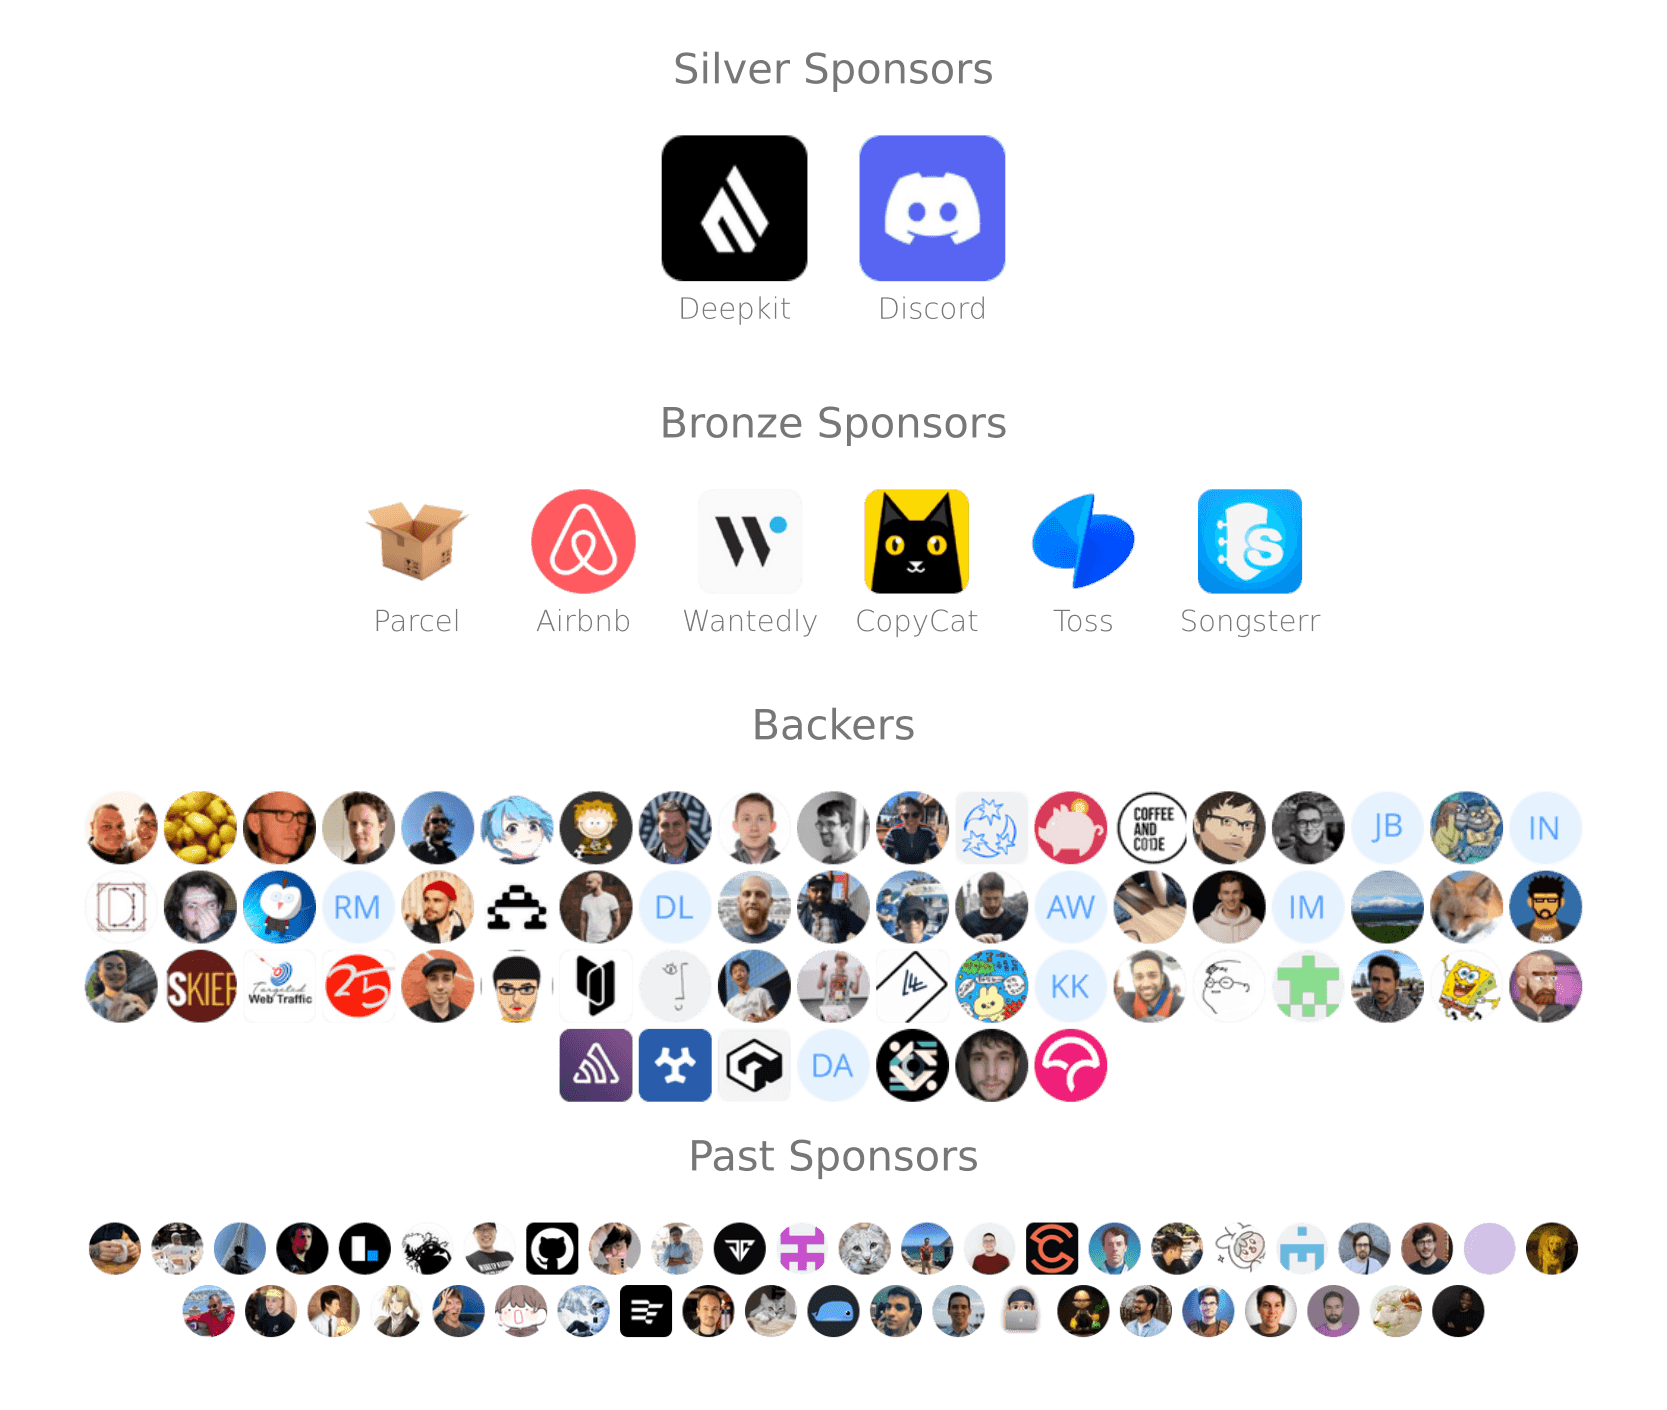 Silver Sponsors
Deepkit Discord
Bronze Sponsors
Parcel Airbnb Wantedly CopyCat Toss Songsterr
Backers
COFFEE
AND
CODE
JB
IN
RM
DL
AW
IM
SKIEF
Targeted
Web Traffic
25
KK
DA
Past Sponsors